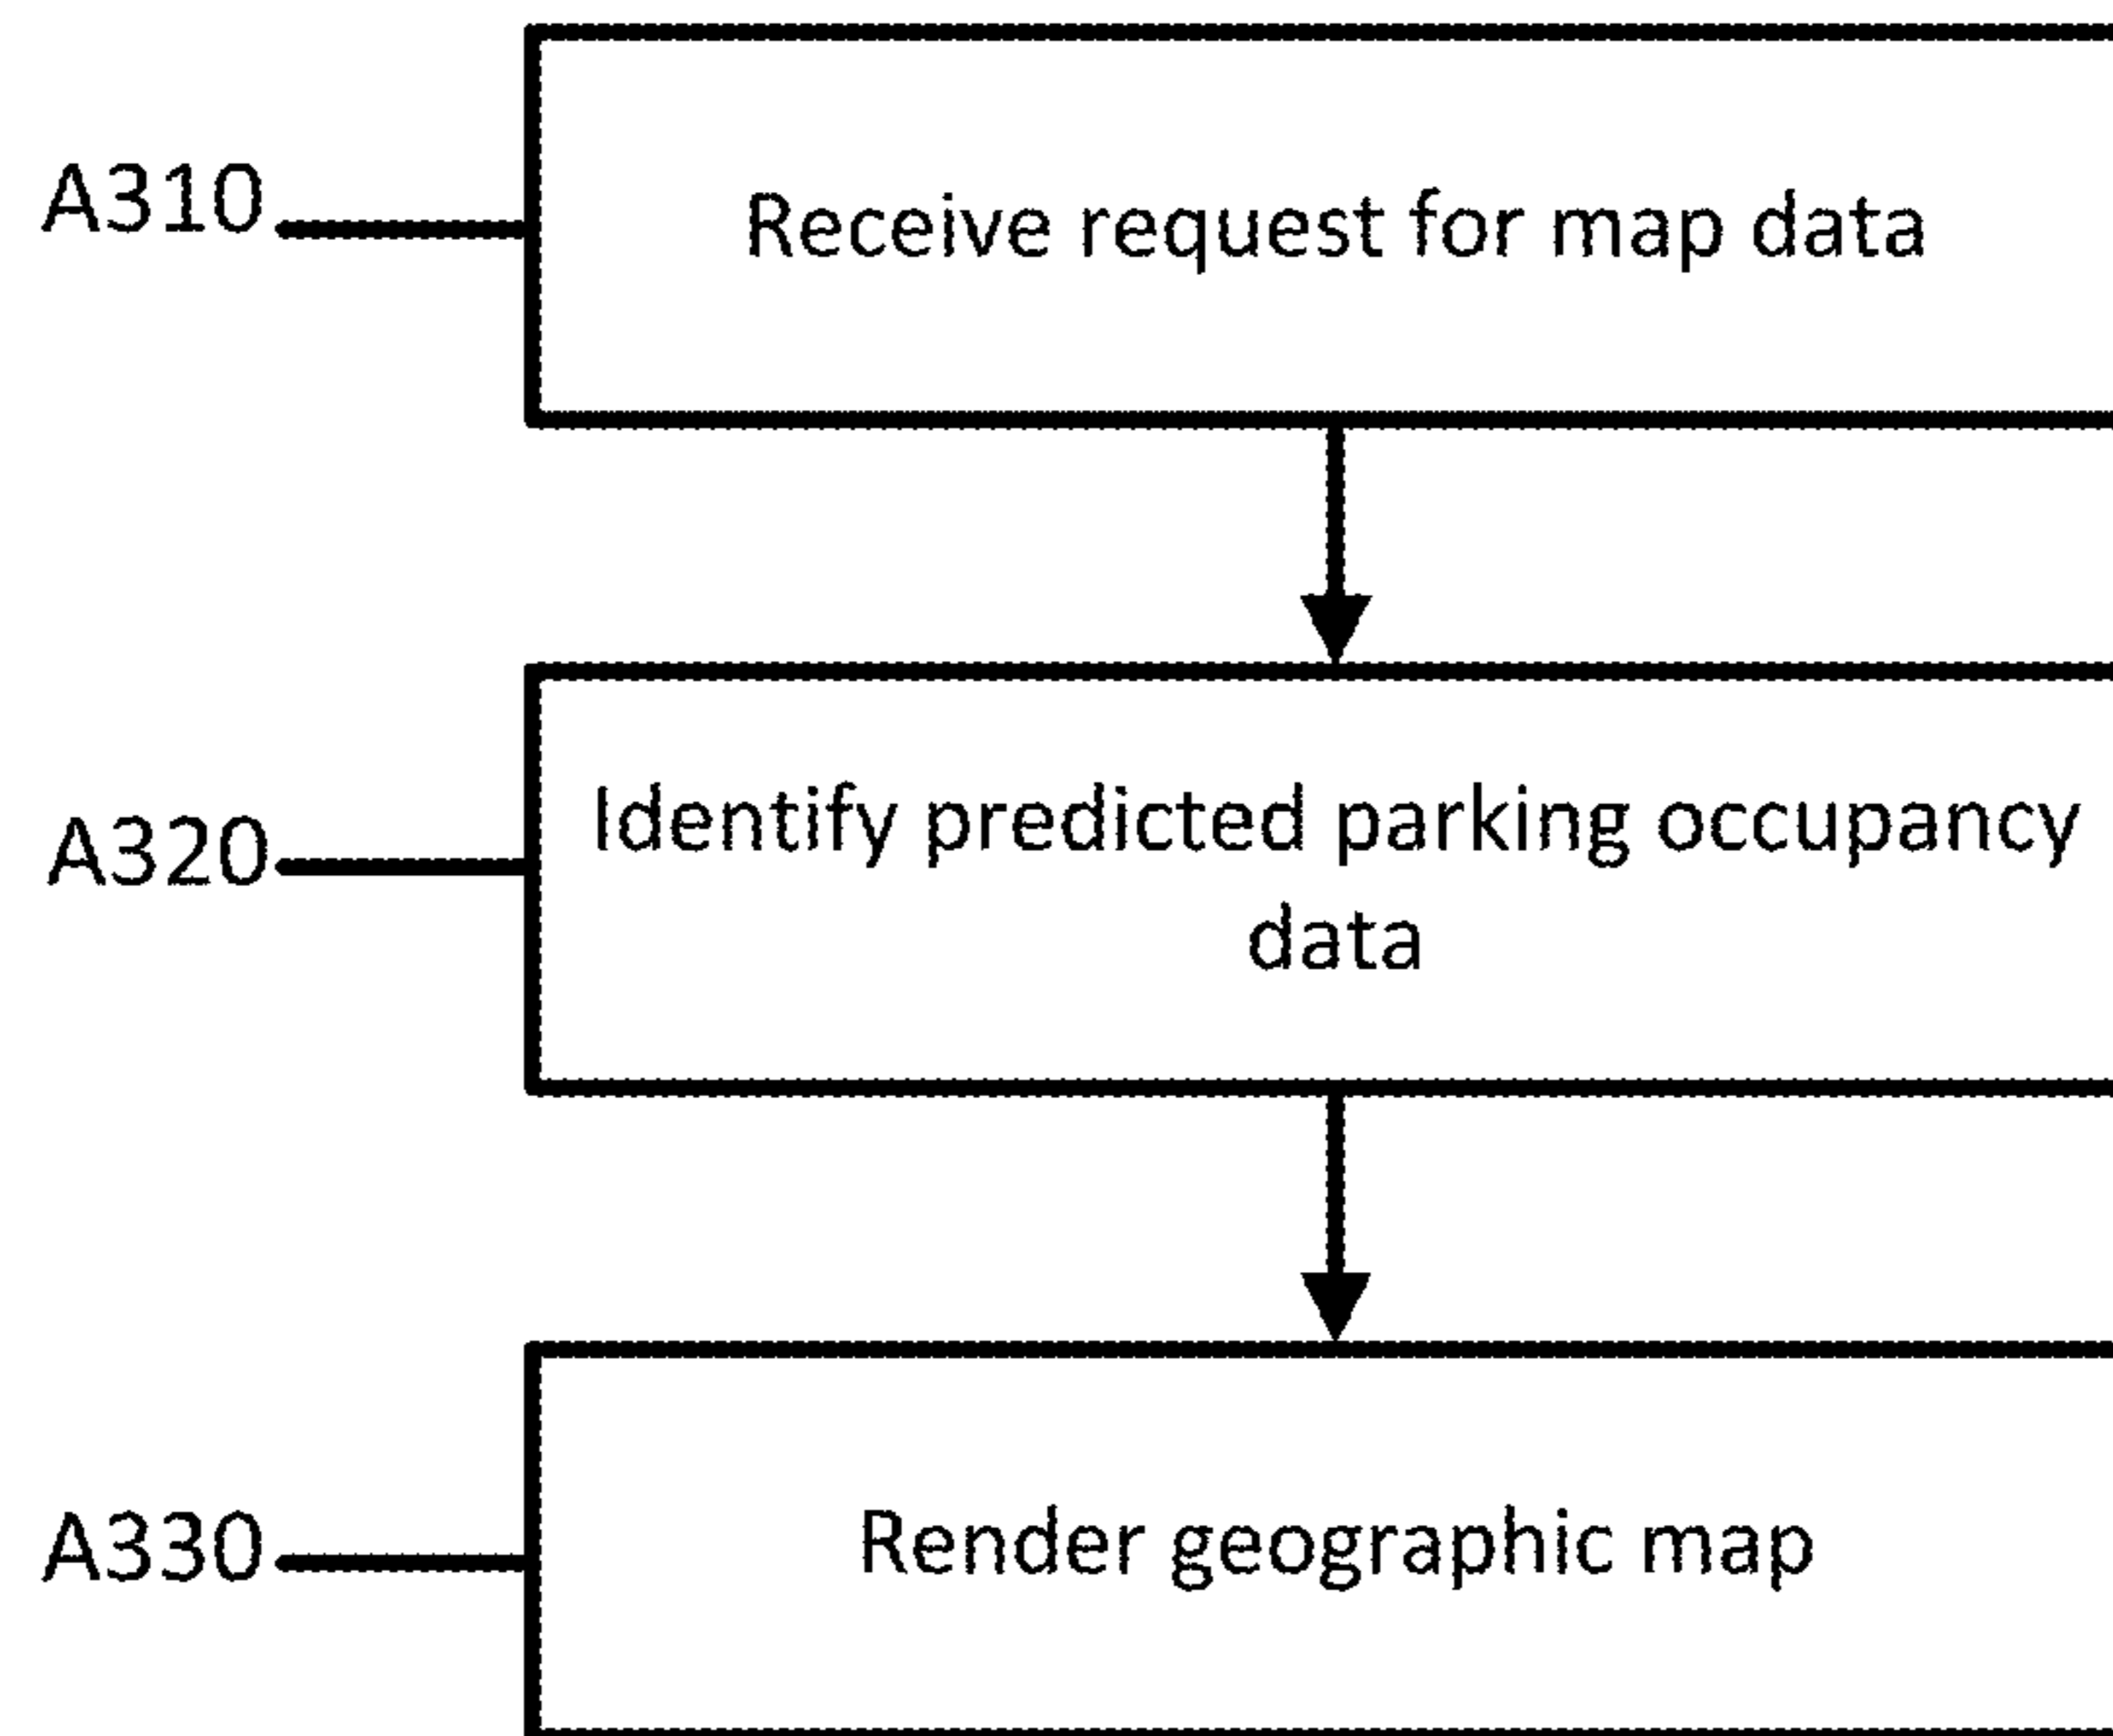 A310
Receive request for map data
A320
Identify predicted parking occupancy
data
A330
Render geographic map